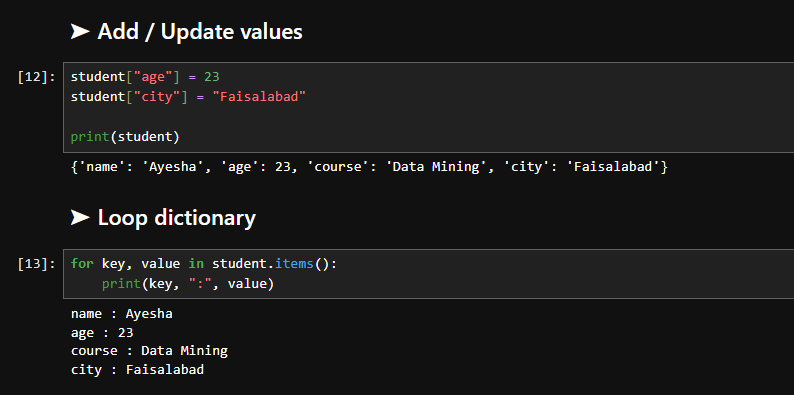 ➤ Add / Update values
[12]: student["age"] = 23
student["city"] = "Faisalabad"
print(student)
{'name': 'Ayesha', 'age': 23, 'course': 'Data Mining', 'city': 'Faisalabad'}
➤ Loop dictionary
[13]: for key, value in student.items():
    print(key, ":", value)
name : Ayesha
age : 23
course : Data Mining
city : Faisalabad